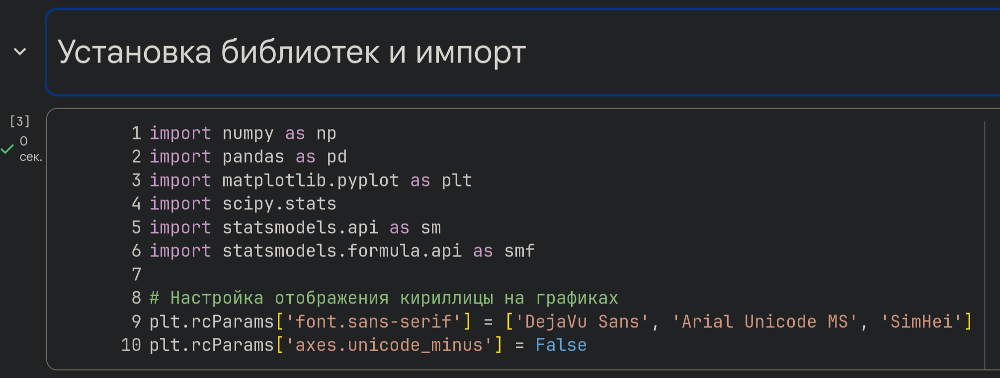 Установка библиотек и импорт
[3]
0
сек.
1 import numpy as np
2 import pandas as pd
3 import matplotlib.pyplot as plt
4 import scipy.stats
5 import statsmodels.api as sm
6 import statsmodels.formula.api as smf
7
8 # Настройка отображения кириллицы на графиках
9 plt.rcParams['font.sans-serif'] = ['DejaVu Sans', 'Arial Unicode MS', 'SimHei']
10 plt.rcParams['axes.unicode_minus'] = False